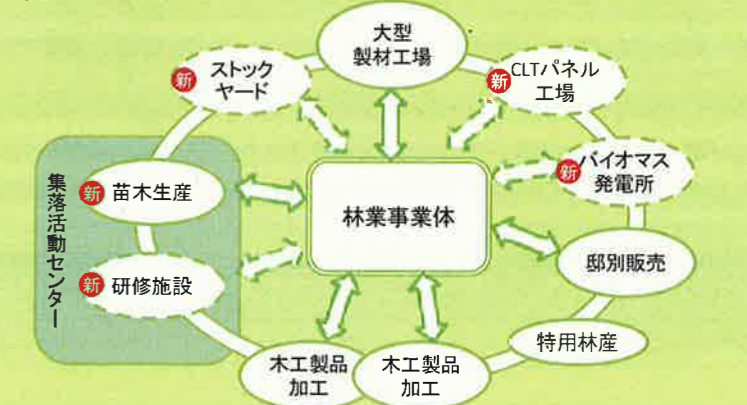 大型
製材工場
新
ストック
ヤード
新
CLTパネル
工場
新
バイオマス
発電所
集落活動センター
新
苗木生産
林業事業体
邸別販売
新
研修施設
特用林産
木工製品
加工
木工製品
加工